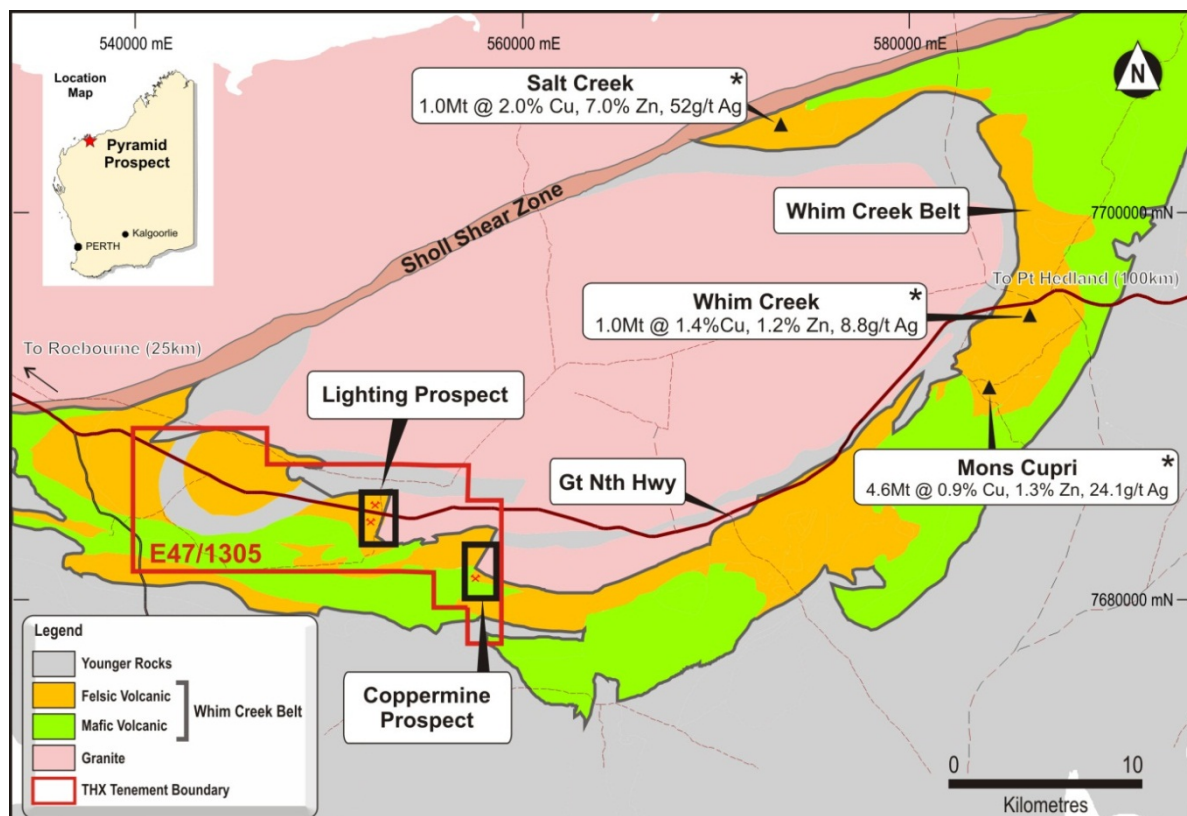 540000 mE
560000 mE
580000 mE
Location
Map
Pyramid
Prospect
Kalgoorlie
PERTH
N
Salt Creek *
1.0Mt @ 2.0% Cu, 7.0% Zn, 52g/t Ag
Sholl Shear Zone
Whim Creek Belt
7700000 mN
To Pt Hedland (100km)
Whim Creek *
1.0Mt @ 1.4%Cu, 1.2% Zn, 8.8g/t Ag
To Roebourne (25km)
Lighting Prospect
Mons Cupri *
4.6Mt @ 0.9% Cu, 1.3% Zn, 24.1g/t Ag
Gt Nth Hwy
E47/1305
7680000 mN
Coppermine
Prospect
Legend
Younger Rocks
Felsic Volcanic
Mafic Volcanic
Whim Creek Belt
Granite
THX Tenement Boundary
0 10
Kilometres